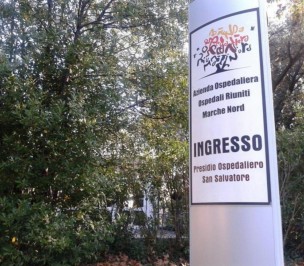 Azienda Ospedaliera
Ospedali Riuniti
Marche Nord
INGRESSO
Presidio Ospedaliero
San Salvatore